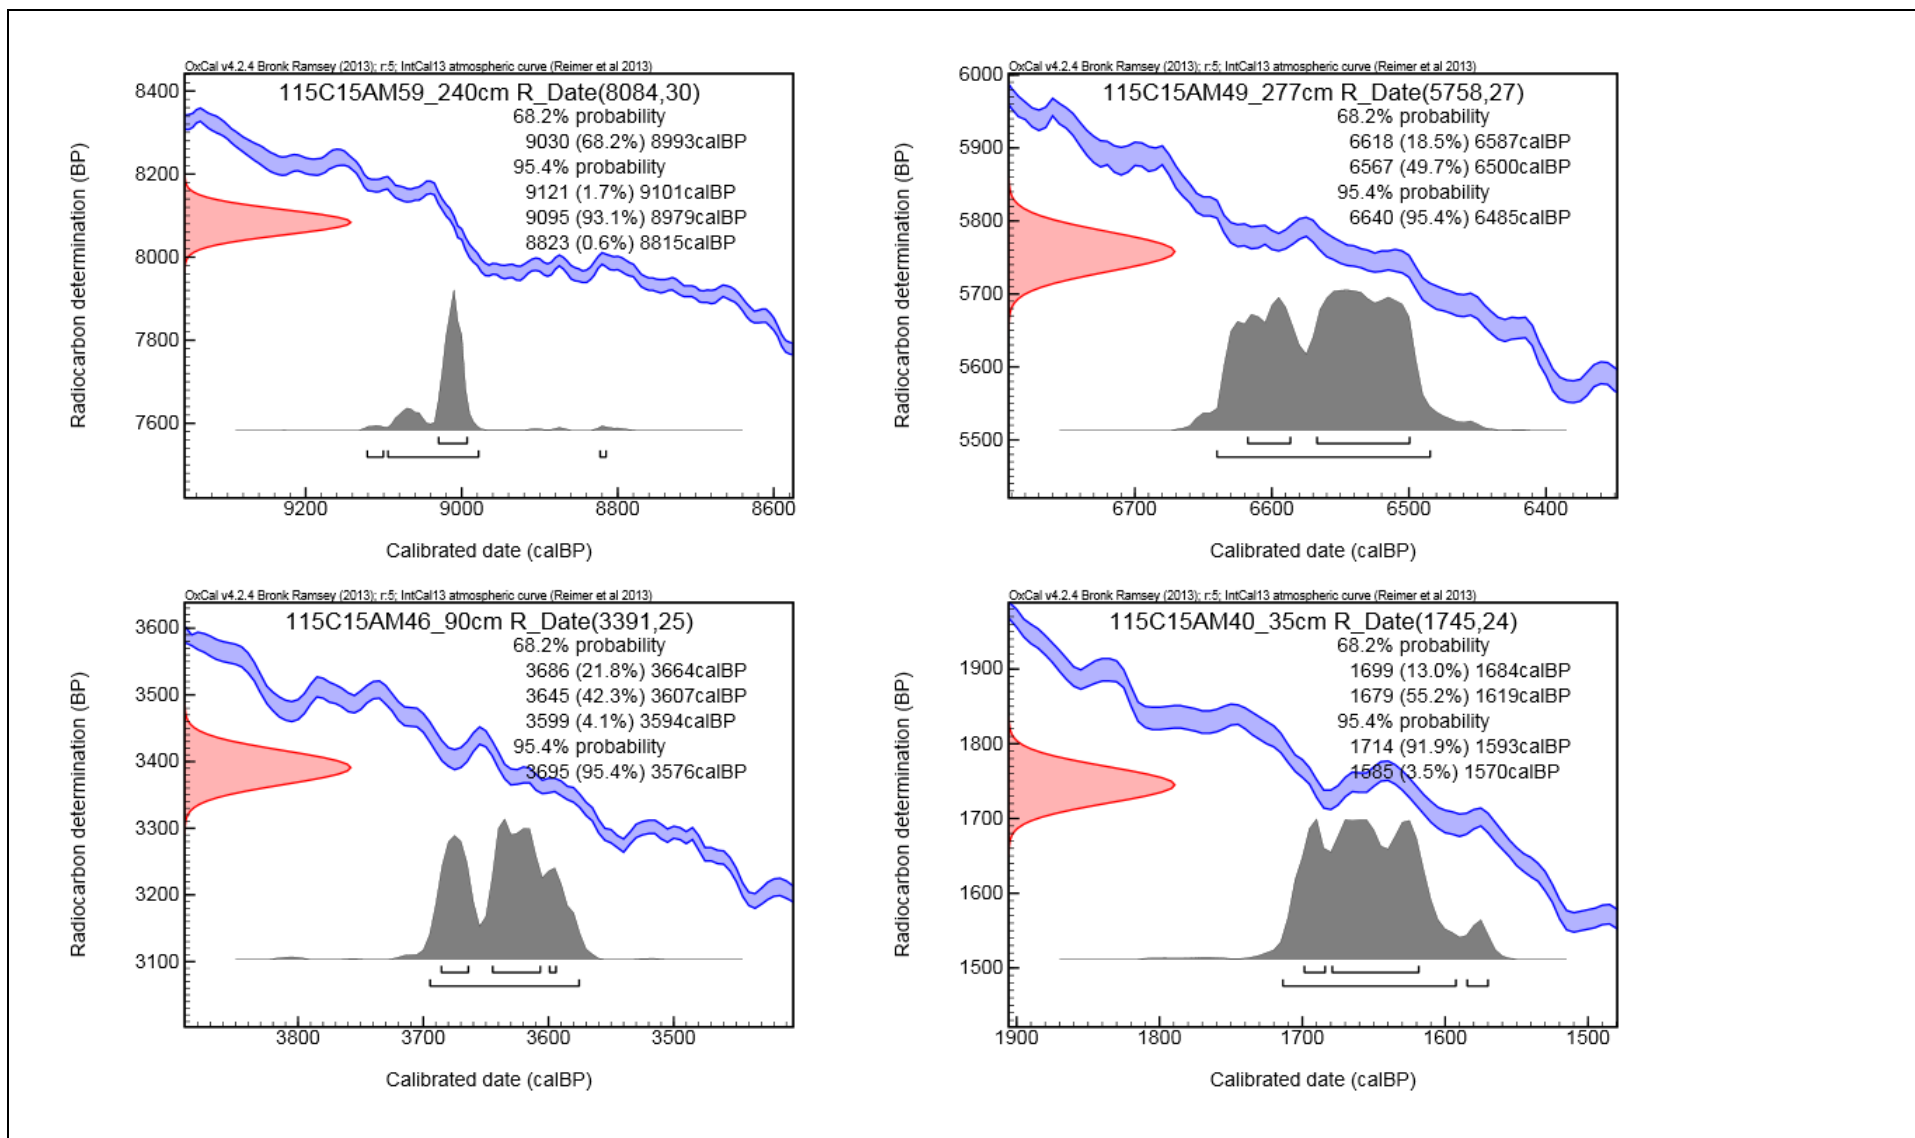 OxCal v4.2.4 Bronk Ramsey (2013); r:5; IntCal13 atmospheric curve (Reimer et al 2013)
115C15AM59_240cm R_Date(8084,30)
68.2% probability
9030 (68.2%) 8993calBP
95.4% probability
9121 (1.7%) 9101calBP
9095 (93.1%) 8979calBP
8823 (0.6%) 8815calBP
Radiocarbon determination (BP)
8400
8200
8000
7800
7600
9200 9000 8800 8600
Calibrated date (calBP)
OxCal v4.2.4 Bronk Ramsey (2013); r:5; IntCal13 atmospheric curve (Reimer et al 2013)
115C15AM49_277cm R_Date(5758,27)
68.2% probability
6618 (18.5%) 6587calBP
6567 (49.7%) 6500calBP
95.4% probability
6640 (95.4%) 6485calBP
Radiocarbon determination (BP)
6000
5900
5800
5700
5600
5500
6700 6600 6500 6400
Calibrated date (calBP)
OxCal v4.2.4 Bronk Ramsey (2013); r:5; IntCal13 atmospheric curve (Reimer et al 2013)
115C15AM46_90cm R_Date(3391,25)
68.2% probability
3686 (21.8%) 3664calBP
3645 (42.3%) 3607calBP
3599 (4.1%) 3594calBP
95.4% probability
3695 (95.4%) 3576calBP
Radiocarbon determination (BP)
3600
3500
3400
3300
3200
3100
3800 3700 3600 3500
Calibrated date (calBP)
OxCal v4.2.4 Bronk Ramsey (2013); r:5; IntCal13 atmospheric curve (Reimer et al 2013)
115C15AM40_35cm R_Date(1745,24)
68.2% probability
1699 (13.0%) 1684calBP
1679 (55.2%) 1619calBP
95.4% probability
1714 (91.9%) 1593calBP
1585 (3.5%) 1570calBP
Radiocarbon determination (BP)
1900
1800
1700
1600
1500
1900 1800 1700 1600 1500
Calibrated date (calBP)